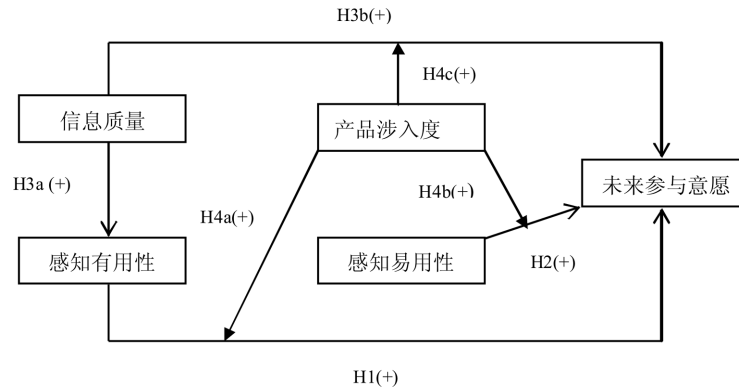 H3b(+)
H4c(+)
信息质量
产品涉入度
H3a (+)
H4b(+)
未来参与意愿
H4a(+)
感知有用性
感知易用性
H2(+)
H1(+)